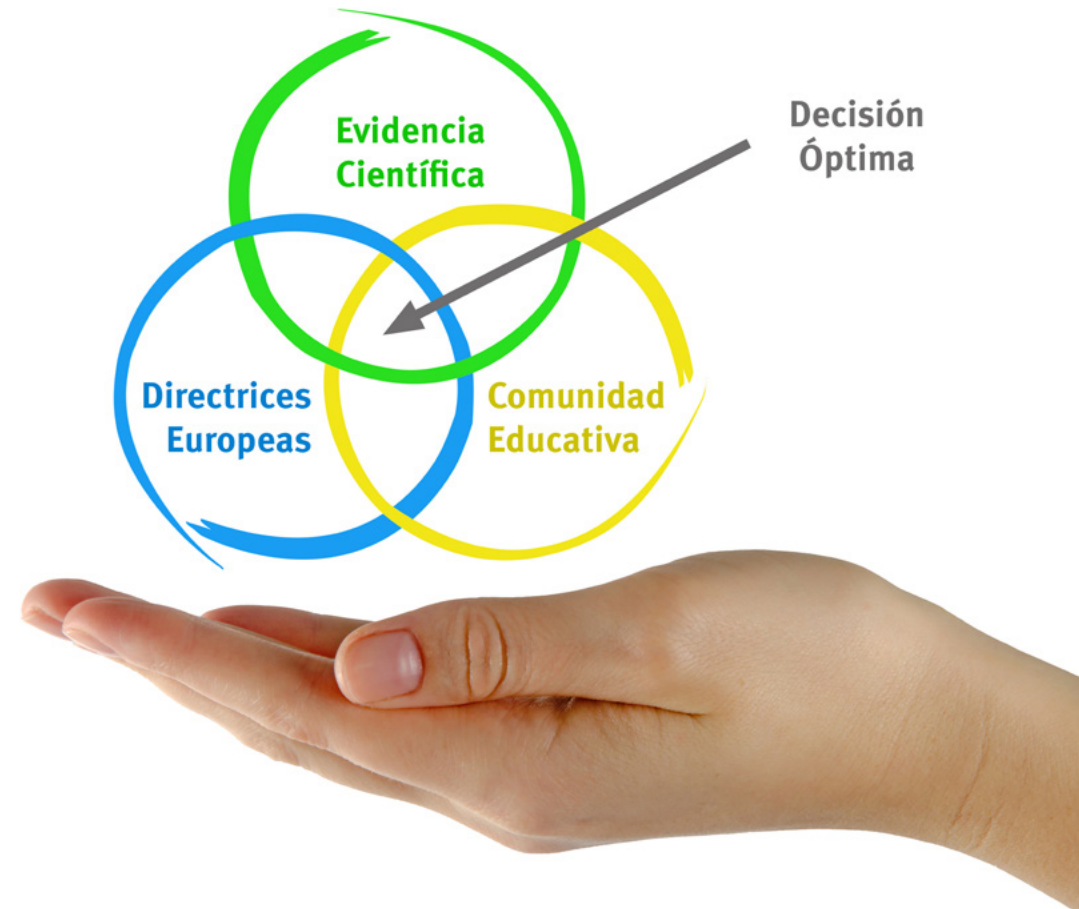 Evidencia
Científica
Decisión
Óptima
Directrices
Europeas
Comunidad
Educativa